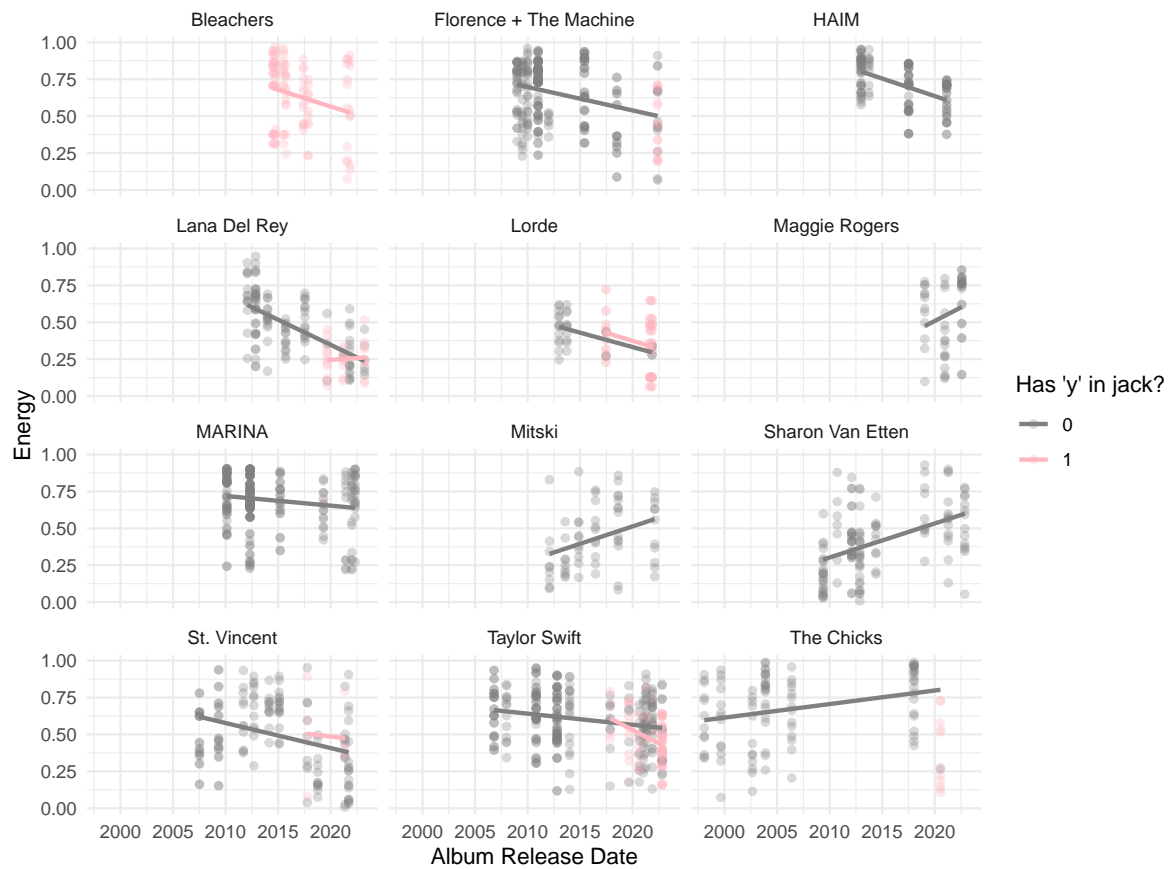 Bleachers Florence + The Machine HAIM
1.00
0.75
0.50
0.25
0.00
Lana Del Rey Lorde Maggie Rogers
1.00
0.75
0.50
0.25
0.00
MARINA Mitski Sharon Van Etten
1.00
0.75
0.50
0.25
0.00
St. Vincent Taylor Swift The Chicks
1.00
0.75
0.50
0.25
0.00
2000 2005 2010 2015 2020 2000 2005 2010 2015 2020 2000 2005 2010 2015 2020
Album Release Date
Energy
Has 'y' in jack?
0
1